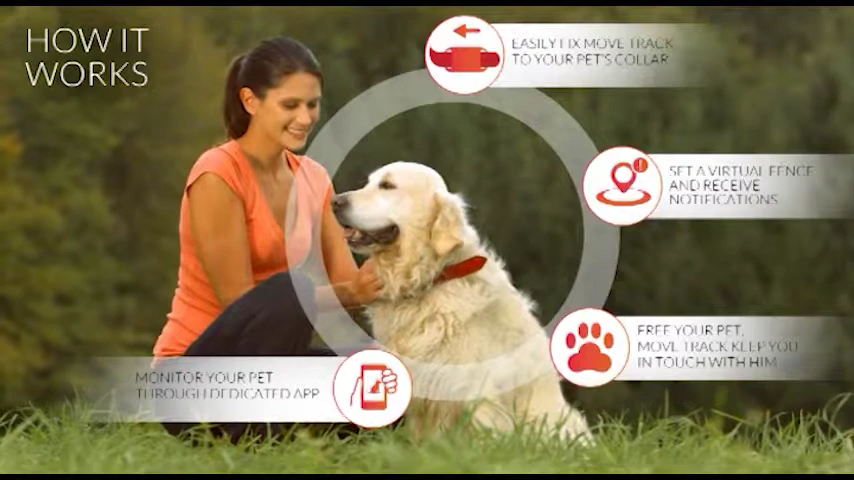 HOW IT
WORKS
EASILY FIX MOVE TRACK
TO YOUR PET'S COLLAR
SET A VIRTUAL FENCE
AND RECEIVE
NOTIFICATIONS
FREE YOUR PET,
MOVE TRACK KEEP YOU
IN TOUCH WITH HIM
MONITOR YOUR PET
THROUGH DEDICATED APP